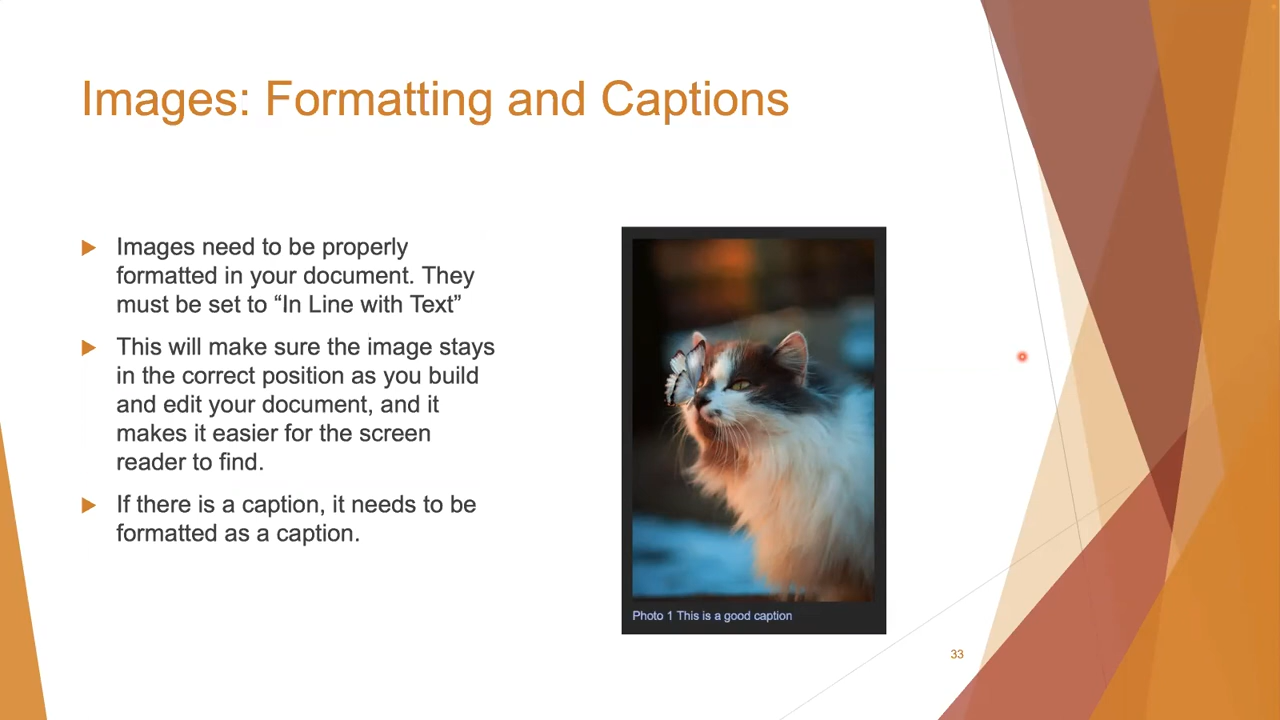 Images: Formatting and Captions
Images need to be properly
formatted in your document. They
must be set to “In Line with Text”
This will make sure the image stays
in the correct position as you build
and edit your document, and it
makes it easier for the screen
reader to find.
If there is a caption, it needs to be
formatted as a caption.
Photo 1 This is a good caption
33